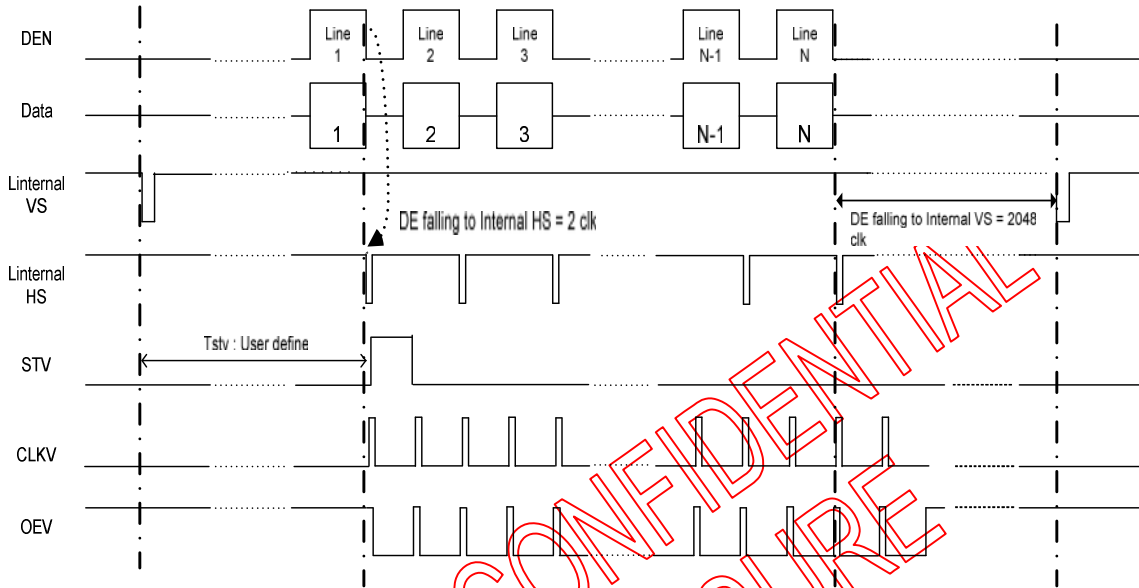 DEN
Line
1
Line
2
Line
3
Line
N-1
Line
N
Data
1
2
3
N-1
N
Linternal
VS
DE falling to Internal HS = 2 clk
DE falling to Internal VS = 2048
clk
Linternal
HS
Tstv : User define
STV
CLKV
OEV
CONFIDENTIAL